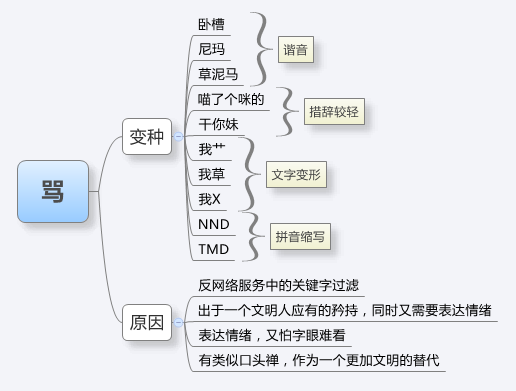 骂
变种
卧槽
尼玛
草泥马
谐音
喵了个咪的
干你妹
措辞较轻
我艹
我草
我X
文字变形
NND
TMD
拼音缩写
原因
反网络服务中的关键字过滤
出于一个文明人应有的矜持，同时又需要表达情绪
表达情绪，又怕字眼难看
有类似口头禅，作为一个更加文明的替代